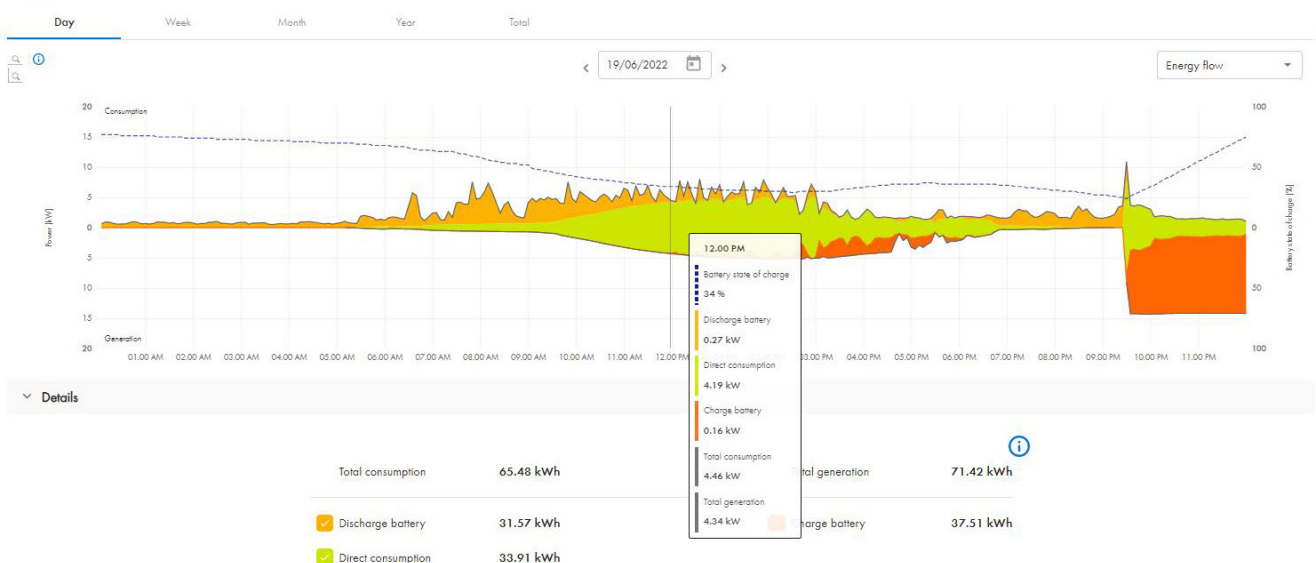 Day
Week
Month
Year
Total
19/06/2022
Energy flow
20
Consumption
100
15
10
50
5
0
0
5
10
50
15
20
Generation
100
Power [kW]
Battery state of charge [%]
01.00 AM 02.00 AM 03.00 AM 04.00 AM 05.00 AM 06.00 AM 07.00 AM 08.00 AM 09.00 AM 10.00 AM 11.00 AM 12.00 PM 03.00 PM 04.00 PM 05.00 PM 06.00 PM 07.00 PM 08.00 PM 09.00 PM 10.00 PM 11.00 PM
12.00 PM
Battery state of charge
34 %
Discharge battery
0.27 kW
Direct consumption
4.19 kW
Charge battery
0.16 kW
Total consumption
4.46 kW
Total generation
4.34 kW
Details
Total consumption 65.48 kWh
tal generation 71.42 kWh
Discharge battery 31.57 kWh
Charge battery 37.51 kWh
Direct consumption 33.91 kWh